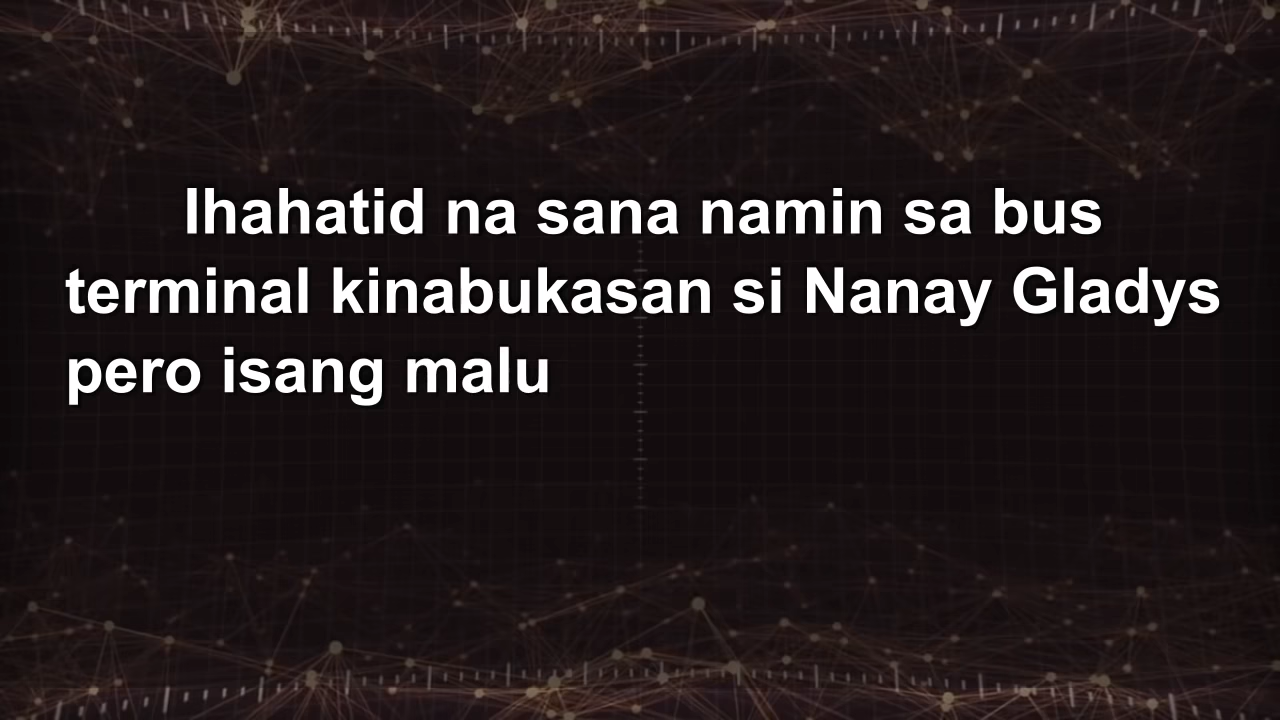 Ihahatid na sana namin sa bus
terminal kinabukasan si Nanay Gladys
pero isang malu